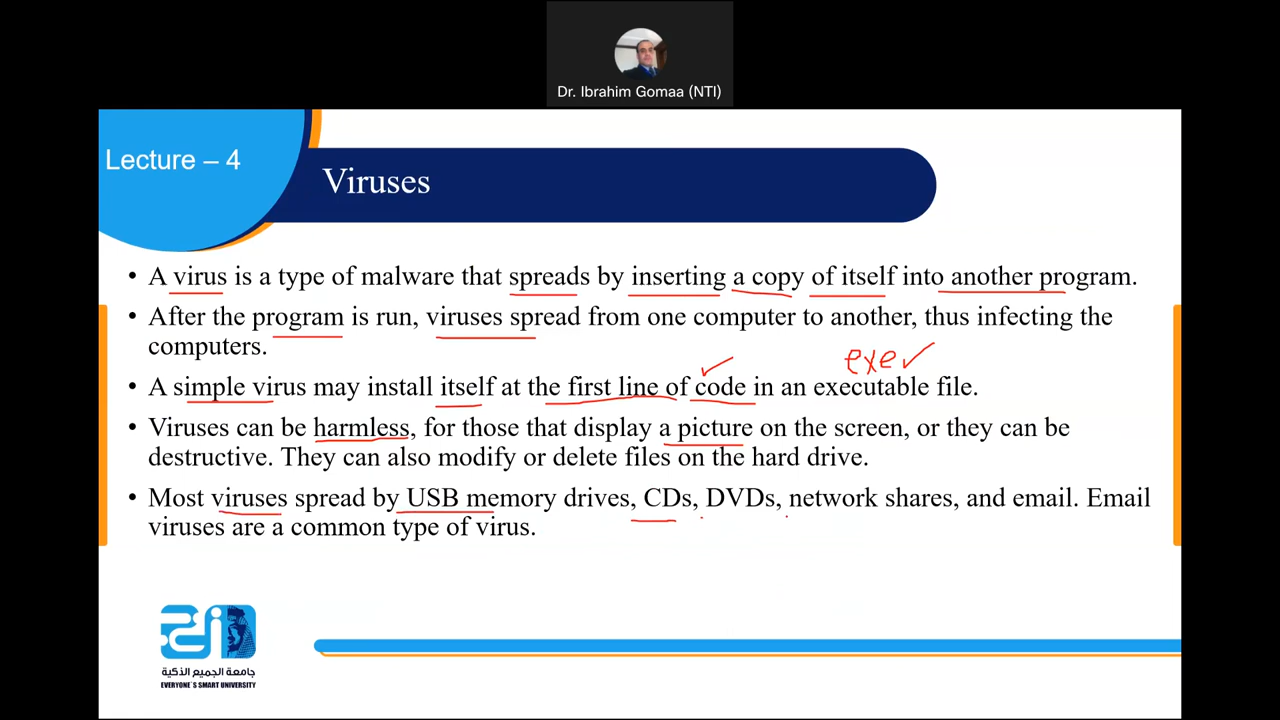 Dr. Ibrahim Gomaa (NTI)
Lecture – 4
Viruses
• A virus is a type of malware that spreads by inserting a copy of itself into another program.
• After the program is run, viruses spread from one computer to another, thus infecting the
computers.
exe
• A simple virus may install itself at the first line of code in an executable file.
• Viruses can be harmless, for those that display a picture on the screen, or they can be
destructive. They can also modify or delete files on the hard drive.
• Most viruses spread by USB memory drives, CDs, DVDs, network shares, and email. Email
viruses are a common type of virus.
جامعة الجميع الذكية
EVERYONE`S SMART UNIVERSITY